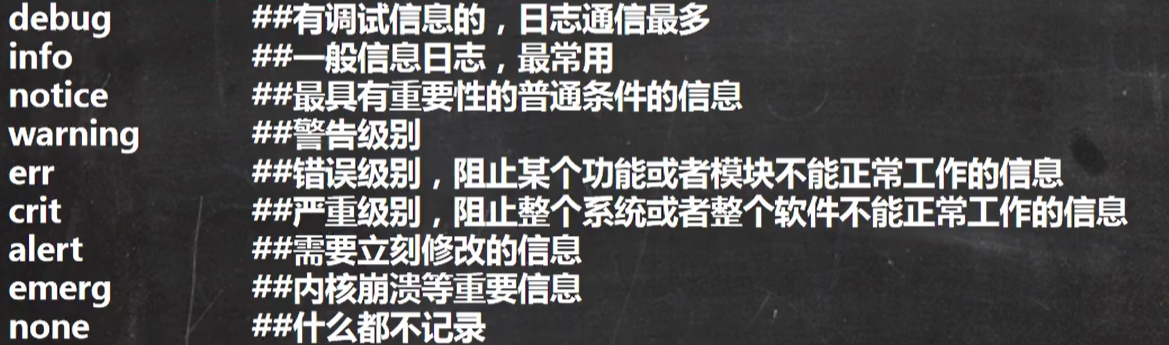 debug ##有调试信息的，日志通信最多
info ##一般信息日志，最常用
notice ##最具有重要性的普通条件的信息
warning ##警告级别
err ##错误级别，阻止某个功能或者模块不能正常工作的信息
crit ##严重级别，阻止整个系统或者整个软件不能正常工作的信息
alert ##需要立刻修改的信息
emerg ##内核崩溃等重要信息
none ##什么都不记录